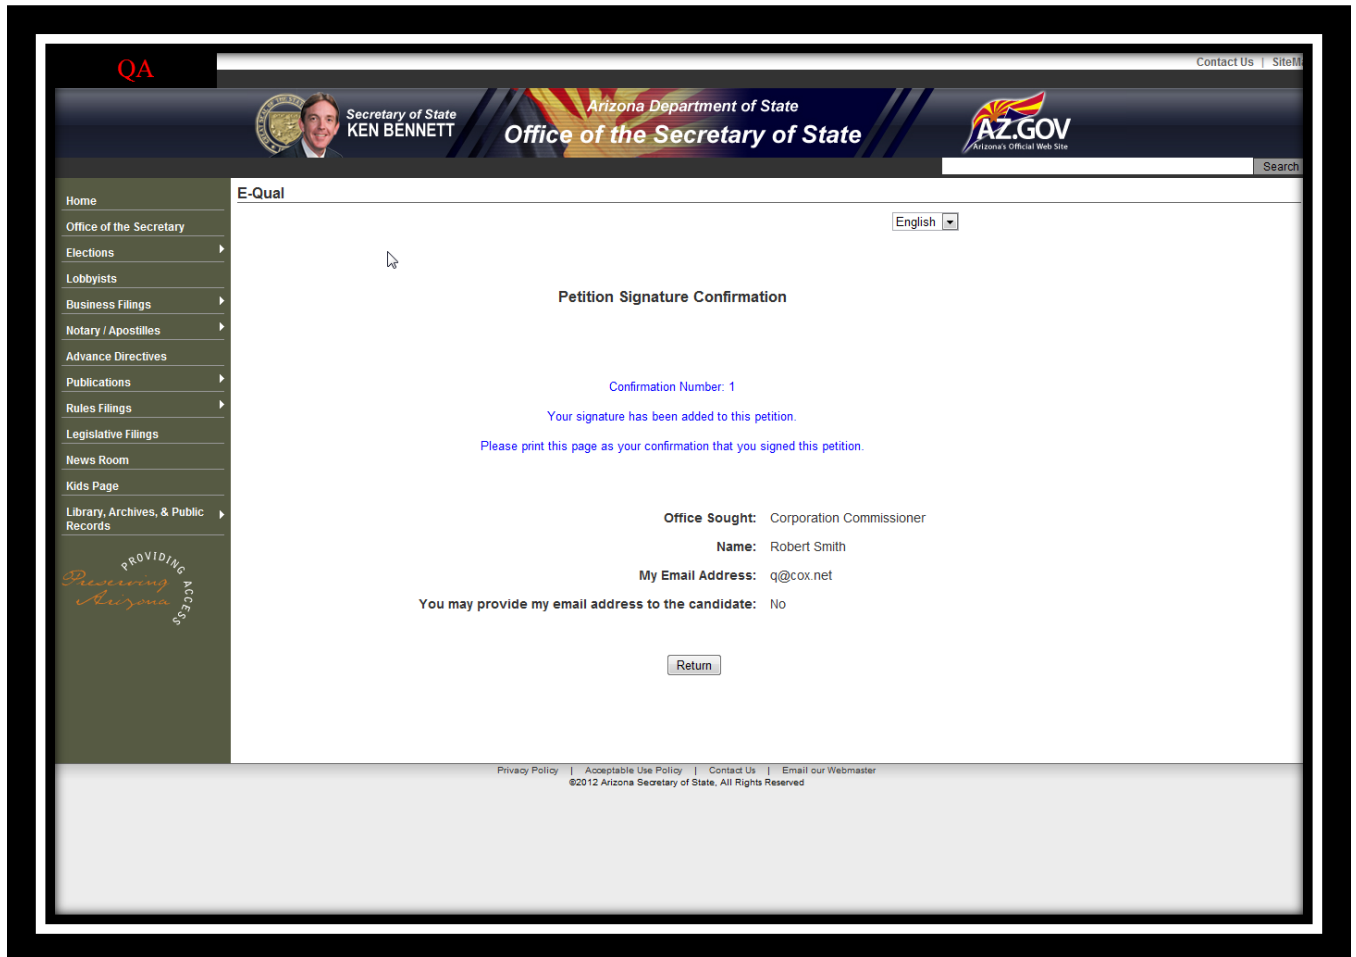 QA
Contact Us | SiteM
Secretary of State
KEN BENNETT
Arizona Department of State
Office of the Secretary of State
AZ.GOV
Arizona's Official Web Site
Search
Home
Office of the Secretary
Elections
Lobbyists
Business Filings
Notary / Apostilles
Advance Directives
Publications
Rules Filings
Legislative Filings
News Room
Kids Page
Library, Archives, & Public
Records
PROVIDING ACCESS
Preserving
Arizona
E-Qual
English
Petition Signature Confirmation
Confirmation Number: 1
Your signature has been added to this petition.
Please print this page as your confirmation that you signed this petition.
Office Sought: Corporation Commissioner
Name: Robert Smith
My Email Address: q@cox.net
You may provide my email address to the candidate: No
Return
Privacy Policy | Acceptable Use Policy | Contact Us | Email our Webmaster
©2012 Arizona Secretary of State, All Rights Reserved